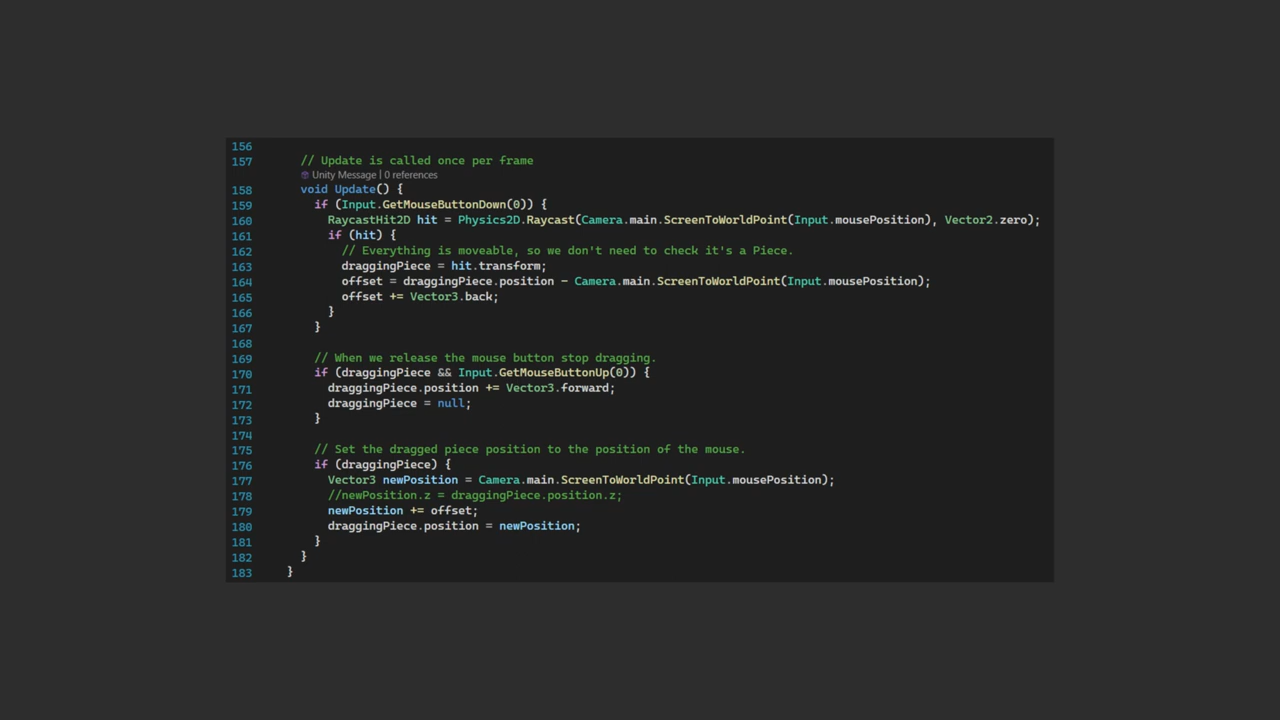 156
157 // Update is called once per frame
Unity Message | 0 references
158 void Update() {
159 if (Input.GetMouseButtonDown(0)) {
160 RaycastHit2D hit = Physics2D.Raycast(Camera.main.ScreenToWorldPoint(Input.mousePosition), Vector2.zero);
161 if (hit) {
162 // Everything is moveable, so we don't need to check it's a Piece.
163 draggingPiece = hit.transform;
164 offset = draggingPiece.position - Camera.main.ScreenToWorldPoint(Input.mousePosition);
165 offset += Vector3.back;
166 }
167 }
168
169 // When we release the mouse button stop dragging.
170 if (draggingPiece && Input.GetMouseButtonUp(0)) {
171 draggingPiece.position += Vector3.forward;
172 draggingPiece = null;
173 }
174
175 // Set the dragged piece position to the position of the mouse.
176 if (draggingPiece) {
177 Vector3 newPosition = Camera.main.ScreenToWorldPoint(Input.mousePosition);
178 //newPosition.z = draggingPiece.position.z;
179 newPosition += offset;
180 draggingPiece.position = newPosition;
181 }
182 }
183 }